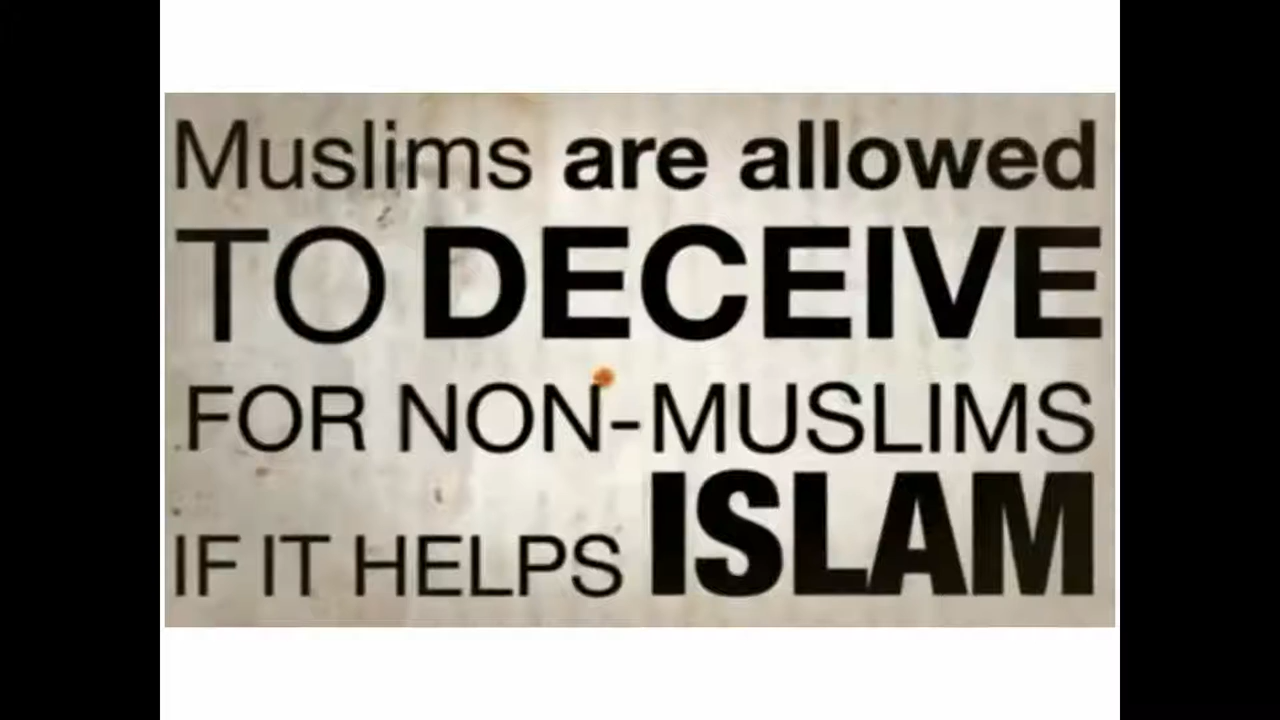 Muslims are allowed
TO DECEIVE
FOR NON-MUSLIMS
IF IT HELPS ISLAM